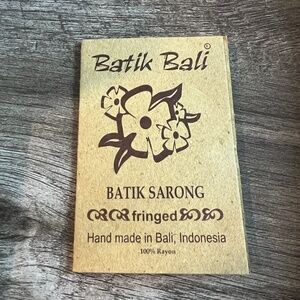 Batik Bali
BATIK SARONG
fringed
Hand made in Bali, Indonesia
100% Rayon